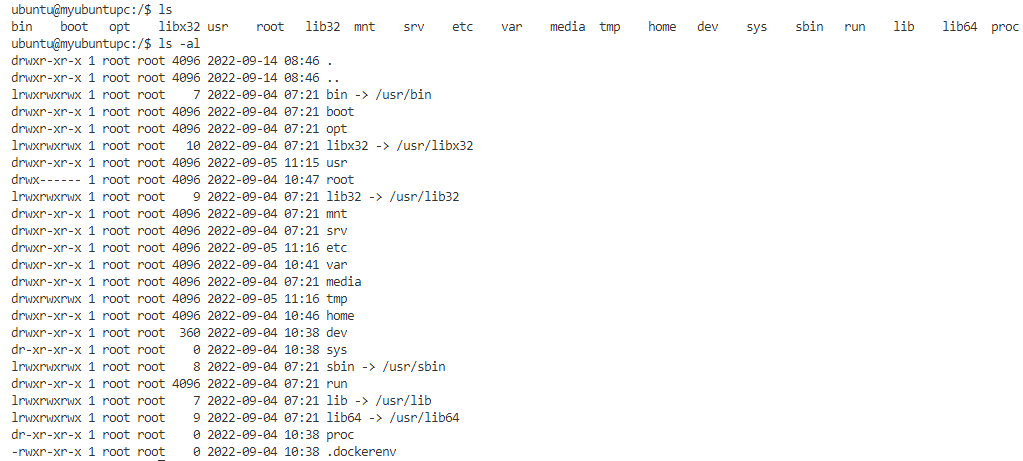 ubuntu@myubuntupc:/$ ls
bin    boot   opt    libx32 usr    root   lib32  mnt    srv    etc    var    media  tmp    home   dev    sys    sbin   run    lib    lib64  proc
ubuntu@myubuntupc:/$ ls -al
drwxr-xr-x 1 root root 4096 2022-09-14 08:46 .
drwxr-xr-x 1 root root 4096 2022-09-14 08:46 ..
lrwxrwxrwx 1 root root    7 2022-09-04 07:21 bin -> /usr/bin
drwxr-xr-x 1 root root 4096 2022-09-04 07:21 boot
drwxr-xr-x 1 root root 4096 2022-09-04 07:21 opt
lrwxrwxrwx 1 root root   10 2022-09-04 07:21 libx32 -> /usr/libx32
drwxr-xr-x 1 root root 4096 2022-09-05 11:15 usr
drwx------ 1 root root 4096 2022-09-04 10:47 root
lrwxrwxrwx 1 root root    9 2022-09-04 07:21 lib32 -> /usr/lib32
drwxr-xr-x 1 root root 4096 2022-09-04 07:21 mnt
drwxr-xr-x 1 root root 4096 2022-09-04 07:21 srv
drwxr-xr-x 1 root root 4096 2022-09-05 11:16 etc
drwxr-xr-x 1 root root 4096 2022-09-04 10:41 var
drwxr-xr-x 1 root root 4096 2022-09-04 07:21 media
drwxrwxrwx 1 root root 4096 2022-09-05 11:16 tmp
drwxr-xr-x 1 root root 4096 2022-09-04 10:46 home
drwxr-xr-x 1 root root  360 2022-09-04 10:38 dev
dr-xr-xr-x 1 root root    0 2022-09-04 10:38 sys
lrwxrwxrwx 1 root root    8 2022-09-04 07:21 sbin -> /usr/sbin
drwxr-xr-x 1 root root 4096 2022-09-04 07:21 run
lrwxrwxrwx 1 root root    7 2022-09-04 07:21 lib -> /usr/lib
lrwxrwxrwx 1 root root    9 2022-09-04 07:21 lib64 -> /usr/lib64
dr-xr-xr-x 1 root root    0 2022-09-04 10:38 proc
-rwxr-xr-x 1 root root    0 2022-09-04 10:38 .dockerenv